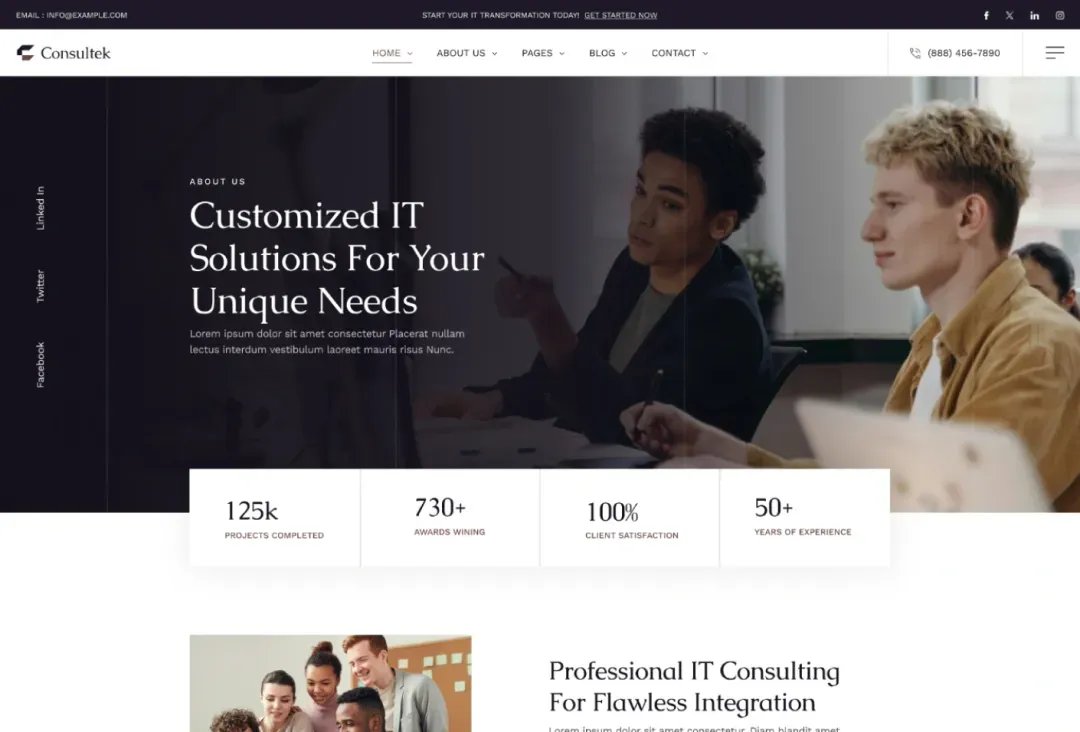 EMAIL : INFO@EXAMPLE.COM
START YOUR IT TRANSFORMATION TODAY! GET STARTED NOW
Consultek
HOME
ABOUT US
PAGES
BLOG
CONTACT
(888) 456-7890
Linked In
Twitter
Facebook
ABOUT US
Customized IT
Solutions For Your
Unique Needs
Lorem ipsum dolor sit amet consectetur Placerat nullam
lectus interdum vestibulum laoreet mauris risus Nunc.
125k
PROJECTS COMPLETED
730+
AWARDS WINING
100%
CLIENT SATISFACTION
50+
YEARS OF EXPERIENCE
Professional IT Consulting
For Flawless Integration
Lorem ipsum dolor sit amet consectetur. Diam blandit amet